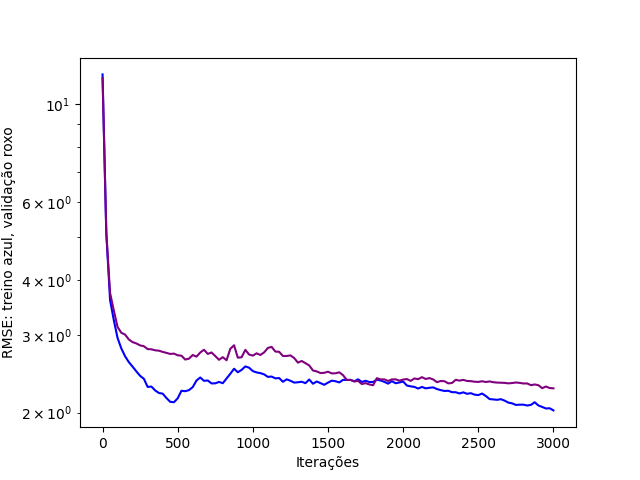 RMSE: treino azul, validação roxo
10¹
6 × 10⁰
4 × 10⁰
3 × 10⁰
2 × 10⁰
0 500 1000 1500 2000 2500 3000
Iterações